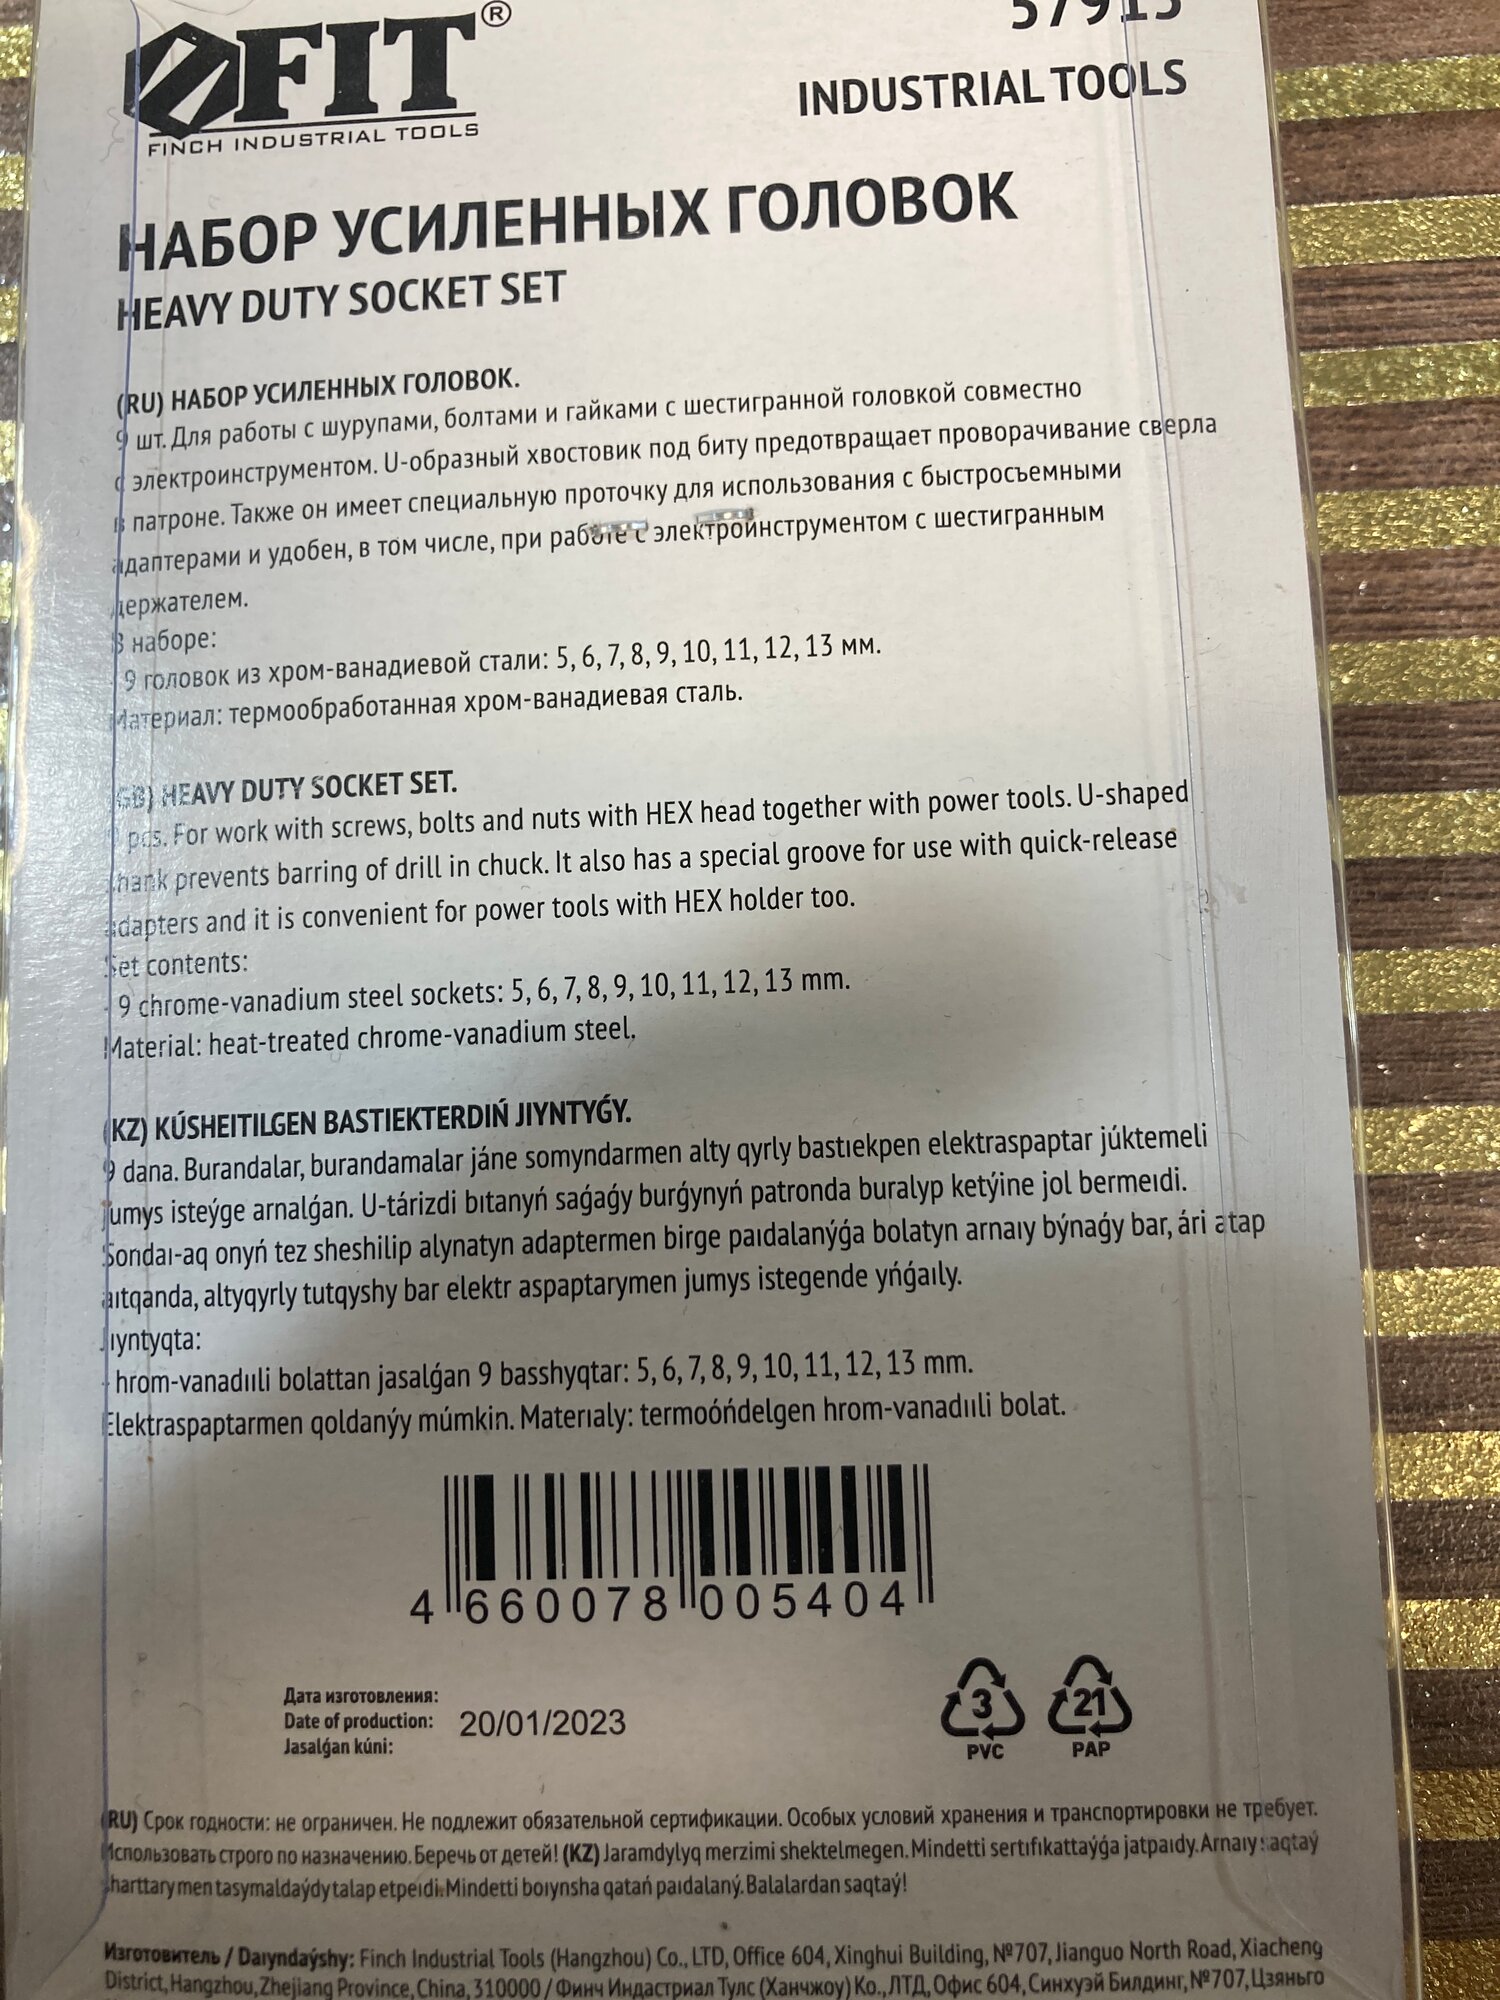 FIT®
FINCH INDUSTRIAL TOOLS
INDUSTRIAL TOOLS
НАБОР УСИЛЕННЫХ ГОЛОВОК
HEAVY DUTY SOCKET SET
(RU) НАБОР УСИЛЕННЫХ ГОЛОВОК.
9 шт. Для работы с шурупами, болтами и гайками с шестигранной головкой совместно
с электроинструментом. U-образный хвостовик под биту предотвращает проворачивание сверла
в патроне. Также он имеет специальную проточку для использования с быстросъемными
адаптерами и удобен, в том числе, при работе с электроинструментом с шестигранным
держателем.
В наборе:
- 9 головок из хром-ванадиевой стали: 5, 6, 7, 8, 9, 10, 11, 12, 13 мм.
Материал: термообработанная хром-ванадиевая сталь.
(GB) HEAVY DUTY SOCKET SET.
9 pcs. For work with screws, bolts and nuts with HEX head together with power tools. U-shaped
shank prevents barring of drill in chuck. It also has a special groove for use with quick-release
adapters and it is convenient for power tools with HEX holder too.
Set contents:
- 9 chrome-vanadium steel sockets: 5, 6, 7, 8, 9, 10, 11, 12, 13 mm.
Material: heat-treated chrome-vanadium steel.
(KZ) KÚSHEITILGEN BASTIEKTERDIŃ JIYNTYǴY.
9 dana. Burandalar, burandamalar jáne somyndarmen alty qyrly bastıekpen elektraspaptar júktemeli
jumys isteýge arnalǵan. U-tárizdi bıtanyń saǵaǵy burǵynyń patronda buralyp ketýine jol bermeıdi.
Sondaı-aq onyń tez sheshilip alynatyn adaptermen birge paıdalanýǵa bolatyn arnaıy býnaǵy bar, ári atap
aıtqanda, altyqyrly tutqyshy bar elektr aspaptarymen jumys istegende yńǵaıly.
Jıyntyqta:
- hrom-vanadııli bolattan jasalǵan 9 basshyqtar: 5, 6, 7, 8, 9, 10, 11, 12, 13 mm.
Elektraspaptarmen qoldanýy múmkin. Materıaly: termoóńdelgen hrom-vanadııli bolat.
4 660078 005404
Дата изготовления:
Date of production: 20/01/2023
Jasalǵan kúni:
3 21
PVC PAP
(RU) Срок годности: не ограничен. Не подлежит обязательной сертификации. Особых условий хранения и транспортировки не требует.
Использовать строго по назначению. Беречь от детей! (KZ) Jaramdylyq merzimi shektelmegen. Mindetti sertıfıkattaýǵa jatpaıdy. Arnaıy saqtaý
sharttary men tasymaldaýdy talap etpeıdi. Mindetti boıynsha qatań paıdalaný. Balalardan saqtaý!
Изготовитель / Daıyndaýshy: Finch Industrial Tools (Hangzhou) Co., LTD, Office 604, Xinghui Building, №707, Jianguo North Road, Xiacheng
District, Hangzhou, Zhejiang Province, China, 310000 / Финч Индастриал Тулс (Ханчжоу) Ко., ЛТД, Офис 604, Синхуэй Билдинг, №707, Цзяньго